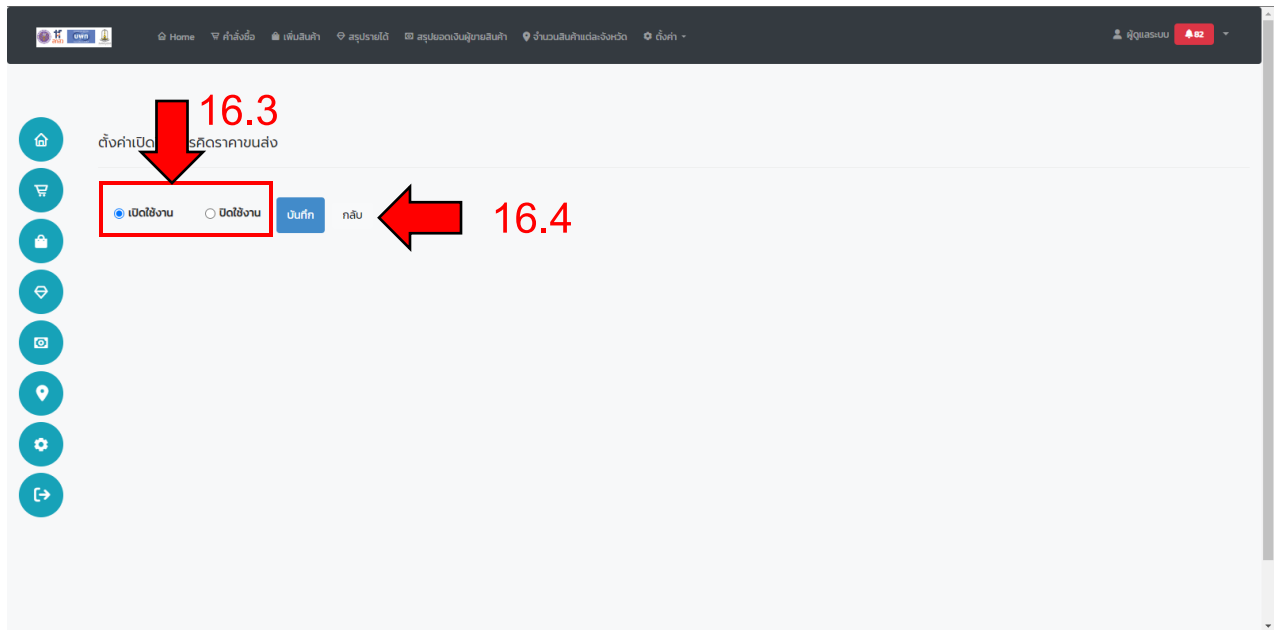 บพท Home คำสั่งซื้อ เพิ่มสินค้า สรุปรายได้ สรุปยอดเงินผู้ขายสินค้า จำนวนสินค้าแต่ละจังหวัด ตั้งค่า ผู้ดูแลระบบ 82
16.3
ตั้งค่าเปิด รคิดราคาขนส่ง
เปิดใช้งาน ปิดใช้งาน บันทึก กลับ 16.4